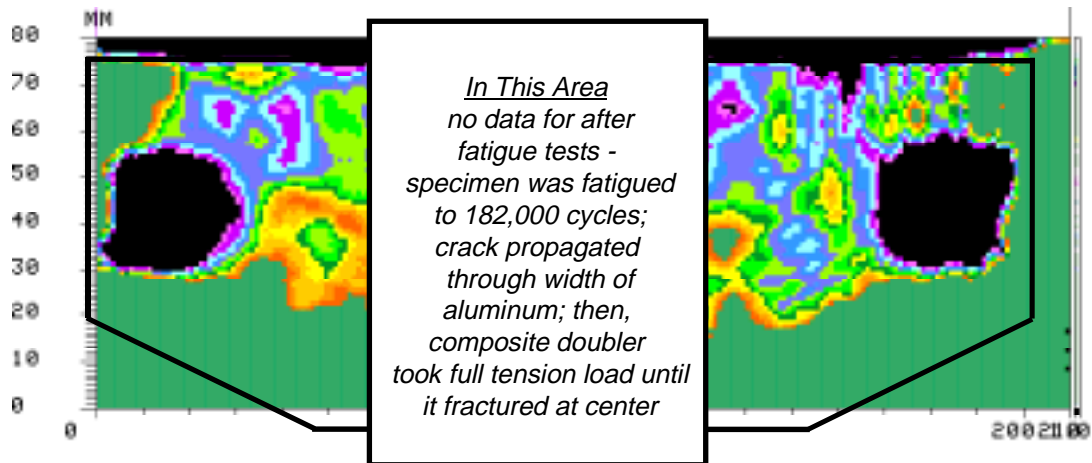 MM
80
70
60
50
40
30
20
10
0
In This Area
no data for after
fatigue tests -
specimen was fatigued
to 182,000 cycles;
crack propagated
through width of
aluminum; then,
composite doubler
took full tension load until
it fractured at center
0